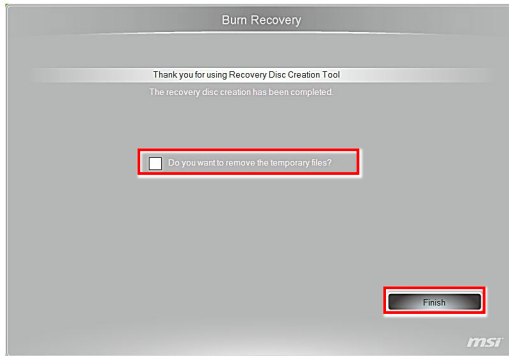 Burn Recovery
Thank you for using Recovery Disc Creation Tool
The recovery disc creation has been completed.
Do you want to remove the temporary files?
Finish
msi